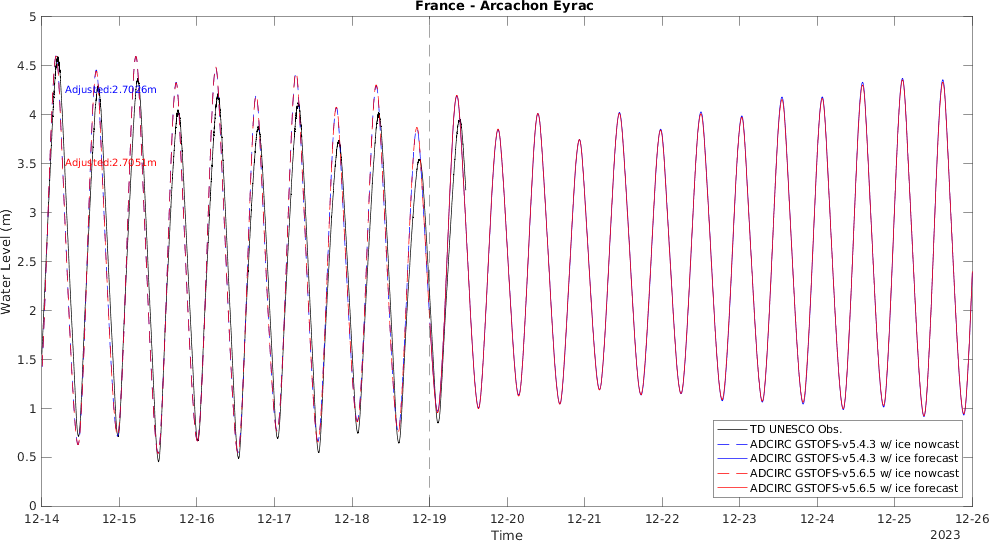 France - Arcachon Eyrac
5
4.5
4
3.5
3
2.5
2
1.5
1
0.5
0
Water Level (m)
Adjusted:2.7026m
Adjusted:2.7051m
TD UNESCO Obs.
ADCIRC GSTOFS-v5.4.3 w/ ice nowcast
ADCIRC GSTOFS-v5.4.3 w/ ice forecast
ADCIRC GSTOFS-v5.6.5 w/ ice nowcast
ADCIRC GSTOFS-v5.6.5 w/ ice forecast
12-14 12-15 12-16 12-17 12-18 12-19 12-20 12-21 12-22 12-23 12-24 12-25 12-26
Time
2023